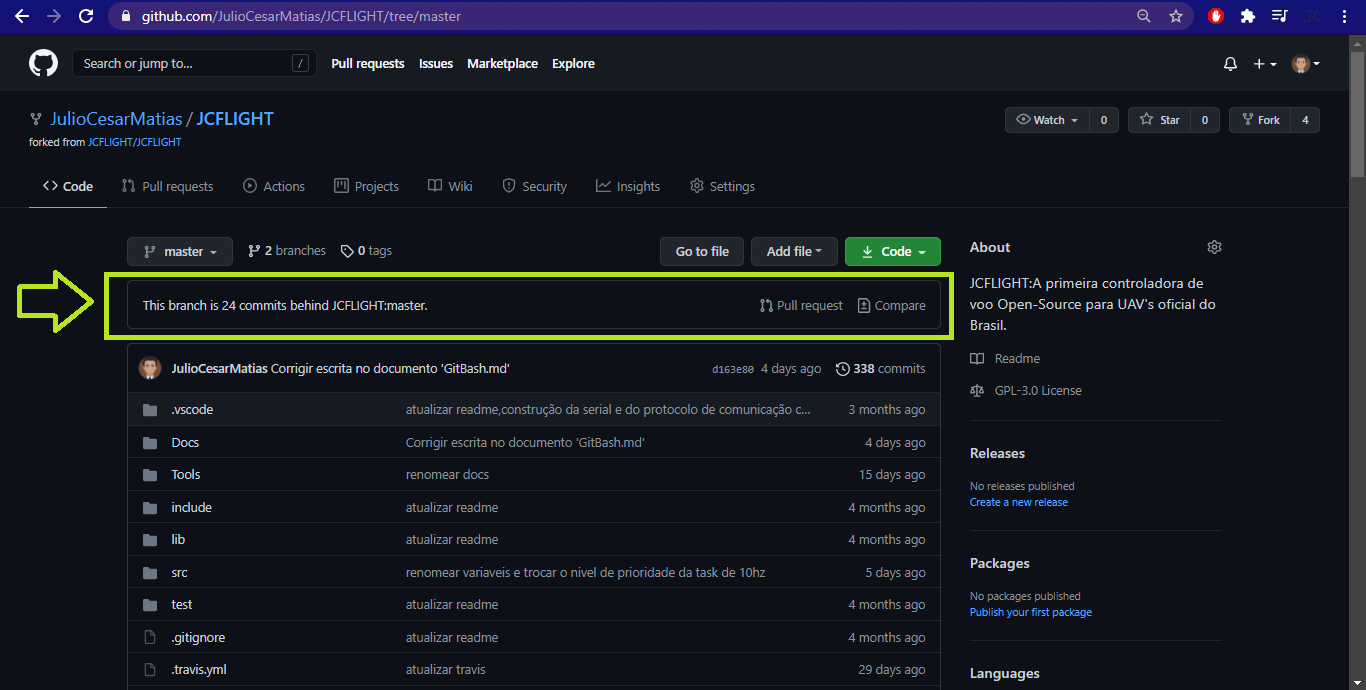 github.com/JulioCesarMatias/JCFLIGHT/tree/master
Search or jump to... /
Pull requests Issues Marketplace Explore
JulioCesarMatias / JCFLIGHT
Watch 0 Star 0 Fork 4
forked from JCFLIGHT/JCFLIGHT
Code Pull requests Actions Projects Wiki Security Insights Settings
master 2 branches 0 tags Go to file Add file Code
This branch is 24 commits behind JCFLIGHT:master. Pull request Compare
JulioCesarMatias Corrigir escrita no documento 'GitBash.md' d163e80 4 days ago 338 commits
.vscode atualizar readme,construção da serial e do protocolo de comunicação c... 3 months ago
Docs Corrigir escrita no documento 'GitBash.md' 4 days ago
Tools renomear docs 15 days ago
include atualizar readme 4 months ago
lib atualizar readme 4 months ago
src renomear variaveis e trocar o nivel de prioridade da task de 10hz 5 days ago
test atualizar readme 4 months ago
.gitignore atualizar readme 4 months ago
.travis.yml atualizar travis 29 days ago
About
JCFLIGHT:A primeira controladora de
voo Open-Source para UAV's oficial do
Brasil.
Readme
GPL-3.0 License
Releases
No releases published
Create a new release
Packages
No packages published
Publish your first package
Languages